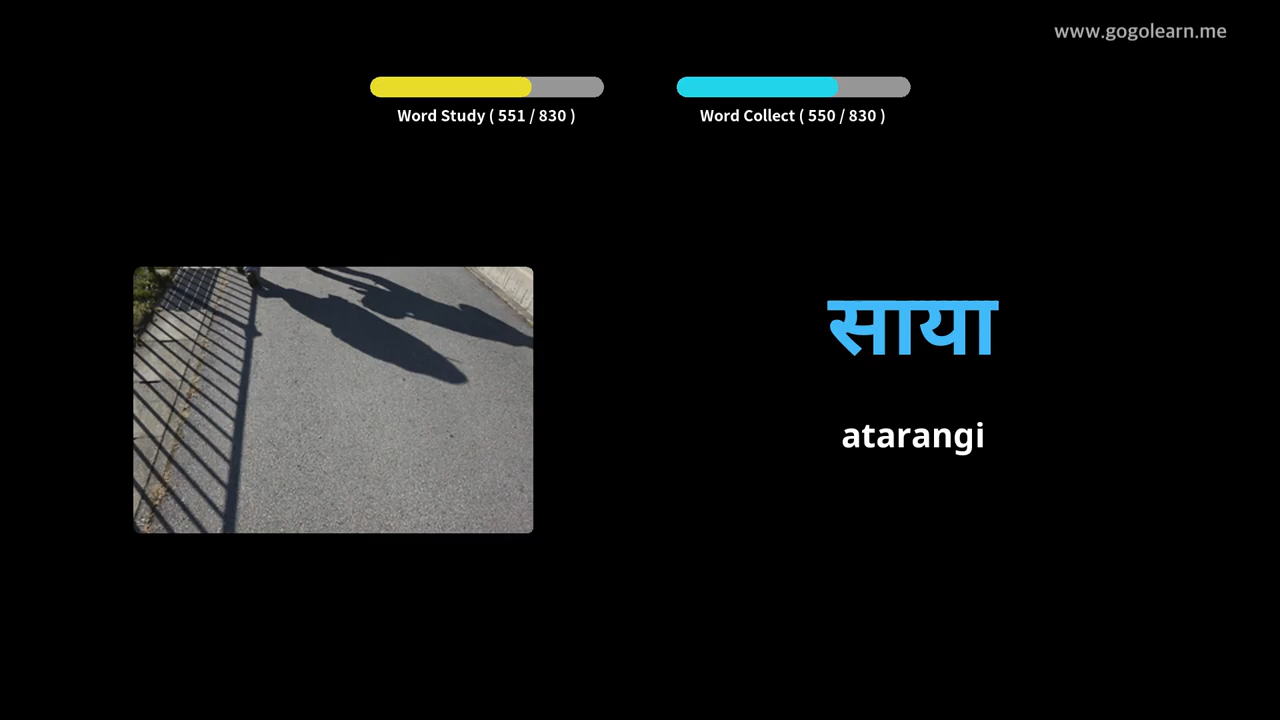 www.gogolearn.me
Word Study ( 551 / 830 )
Word Collect ( 550 / 830 )
साया
atarangi